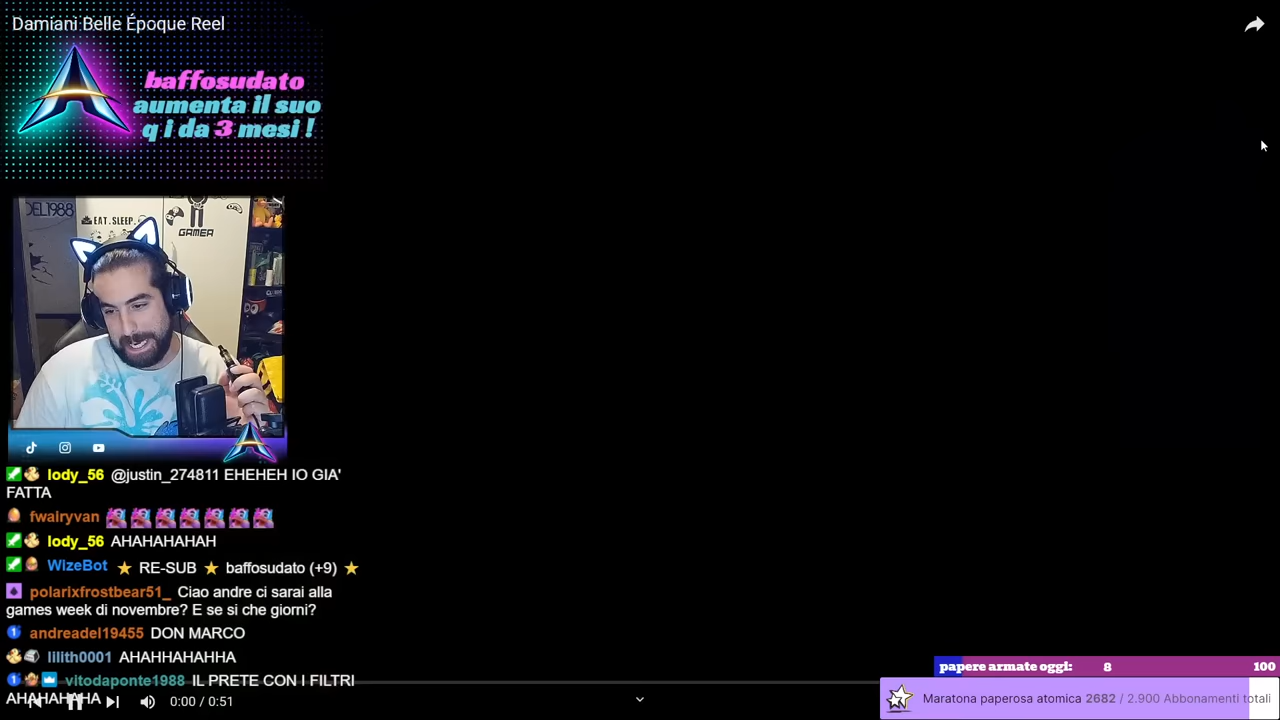 Damiani Belle Époque Reel
baffosudato
aumenta il suo
q i da 3 mesi !
DEL1988
EAT.SLEEP.
GAMER
lody_56 @justin_274811 EHEHEH IO GIA'
FATTA
fwairyvan
lody_56 AHAHAHAHAH
WizeBot ★ RE-SUB ★ baffosudato (+9) ★
polarixfrostbear51_ Ciao andre ci sarai alla
games week di novembre? E se si che giorni?
andreadel19455 DON MARCO
lilith0001 AHAHHAHAHHA
vitodaponte1988 IL PRETE CON I FILTRI
AHAHAHAHA
0:00 / 0:51
papere armate oggi: 8 100
Maratona paperosa atomica 2682 / 2.900 Abbonamenti totali